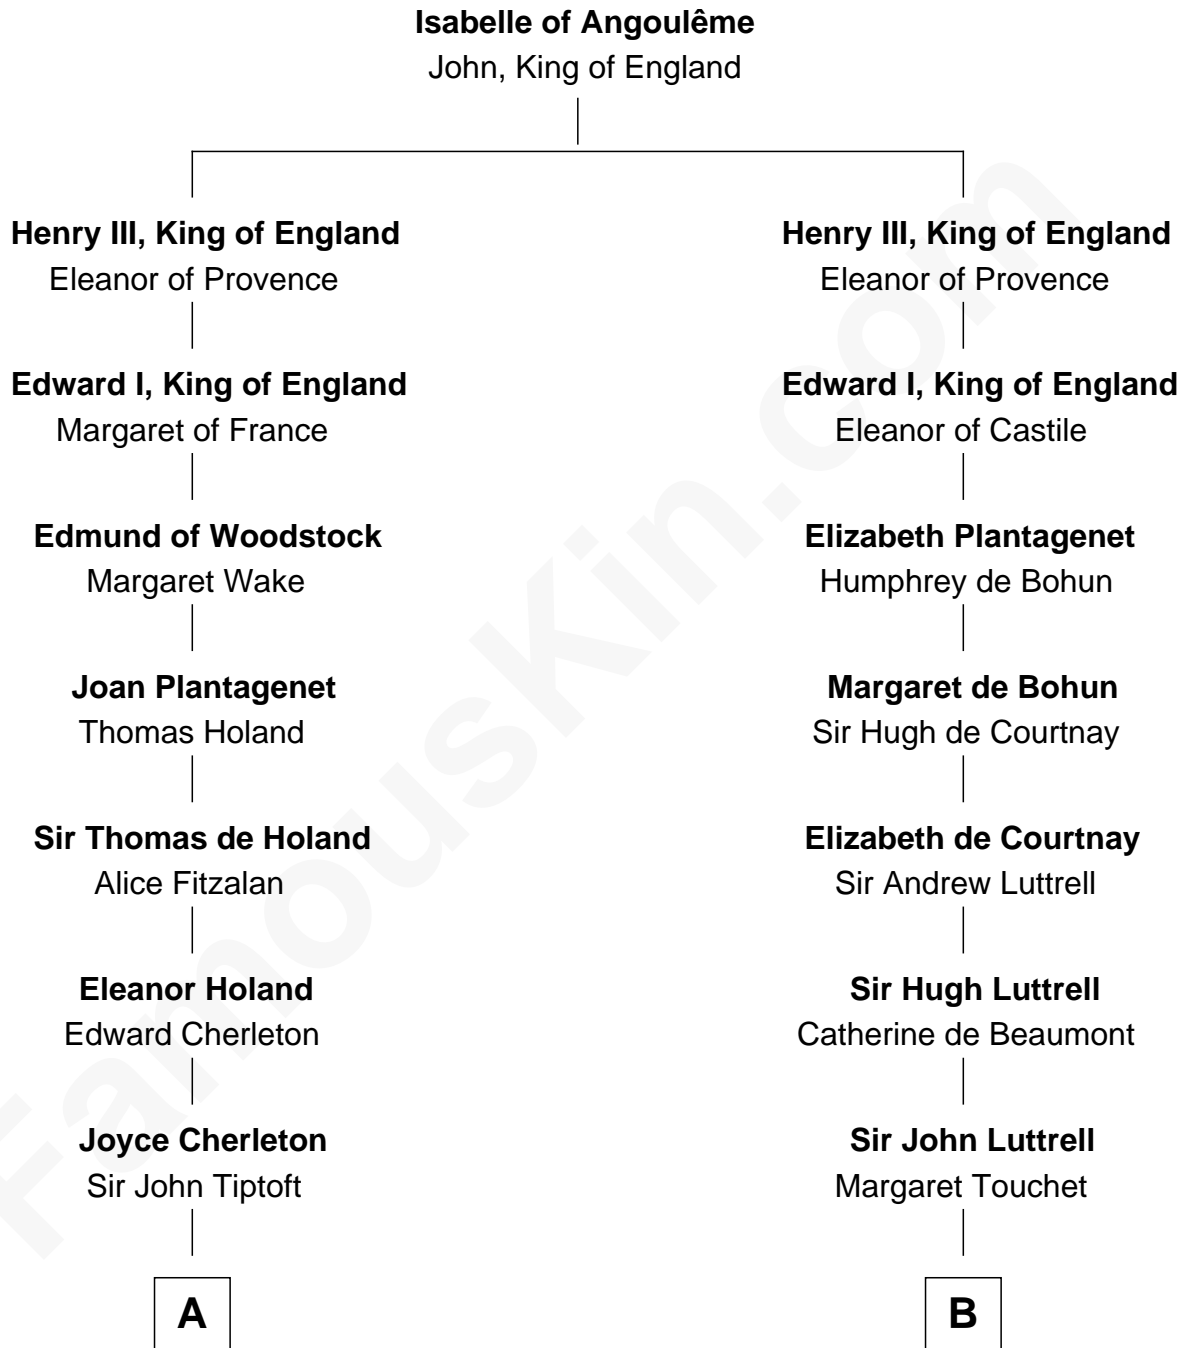 Isabelle of Angoulême
John, King of England
Henry III, King of England
Eleanor of Provence
Henry III, King of England
Eleanor of Provence
Edward I, King of England
Margaret of France
Edward I, King of England
Eleanor of Castile
Edmund of Woodstock
Margaret Wake
Elizabeth Plantagenet
Humphrey de Bohun
Joan Plantagenet
Thomas Holand
Margaret de Bohun
Sir Hugh de Courtnay
Sir Thomas de Holand
Alice Fitzalan
Elizabeth de Courtnay
Sir Andrew Luttrell
Eleanor Holand
Edward Cherleton
Sir Hugh Luttrell
Catherine de Beaumont
Joyce Cherleton
Sir John Tiptoft
Sir John Luttrell
Margaret Touchet
A
B
FamousKin.com